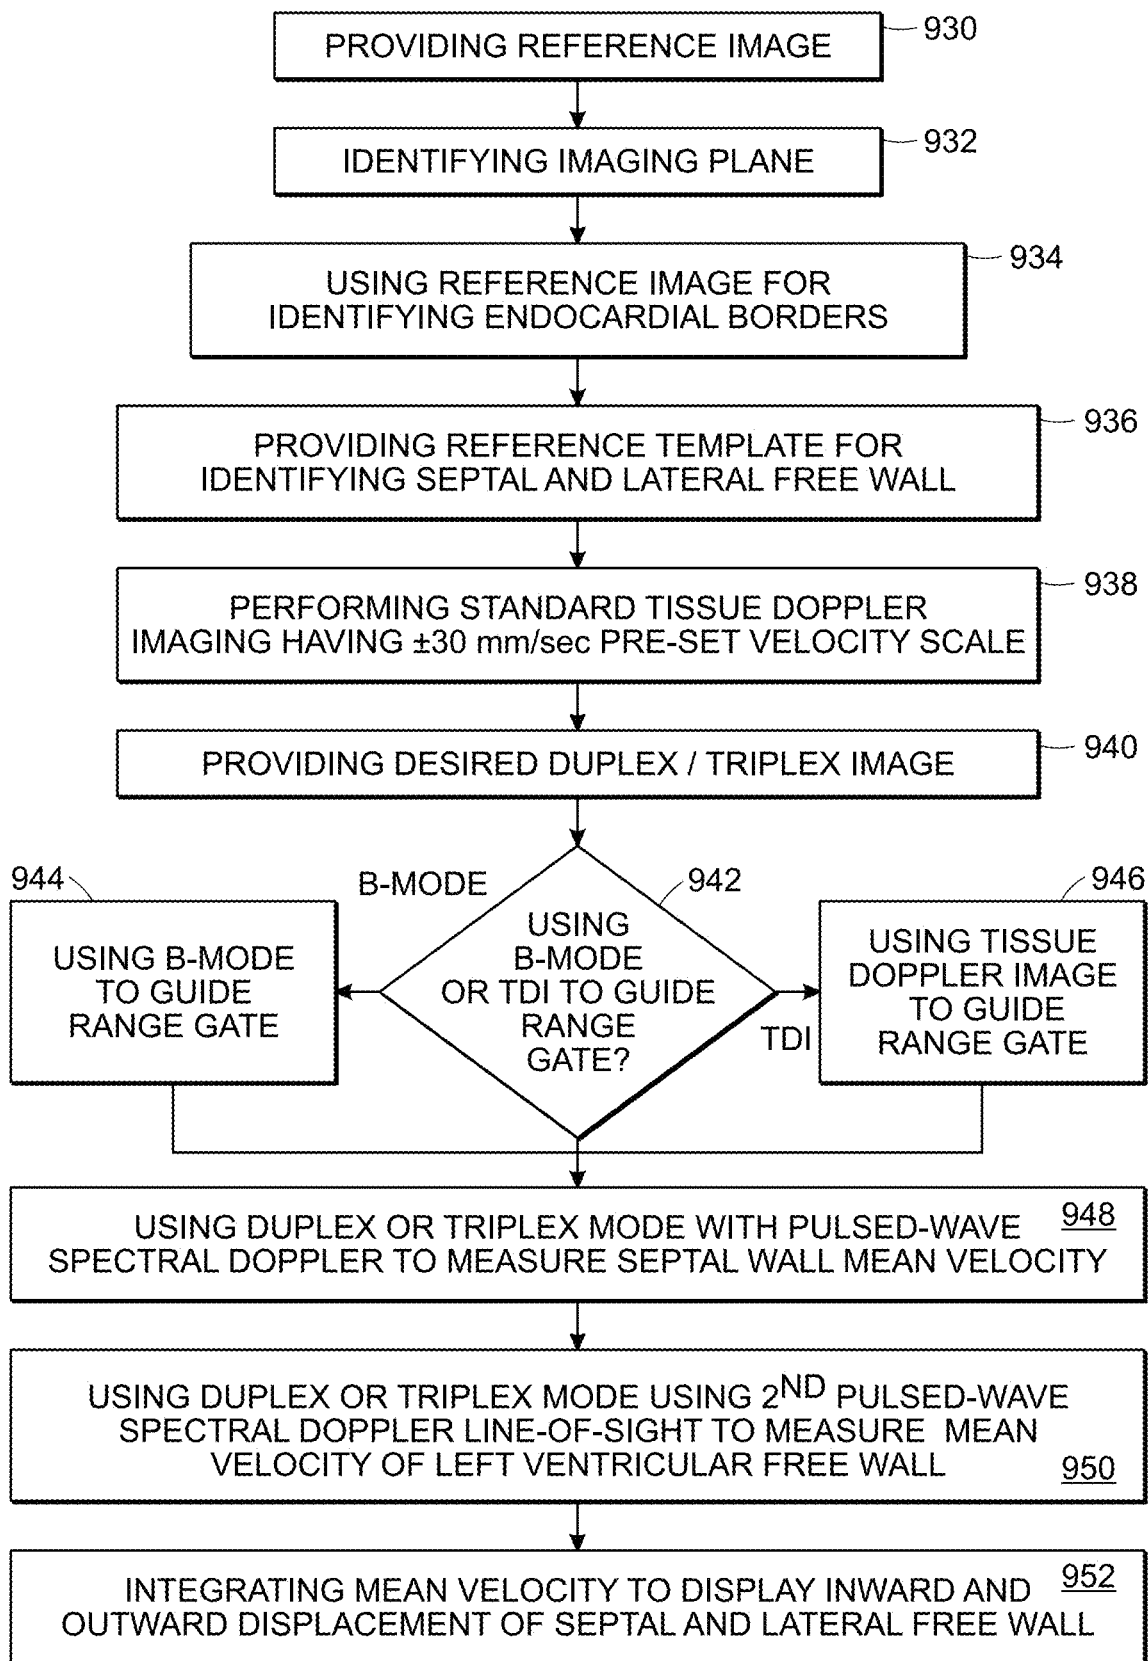 PROVIDING REFERENCE IMAGE
930
IDENTIFYING IMAGING PLANE
932
USING REFERENCE IMAGE FOR
IDENTIFYING ENDOCARDIAL BORDERS
934
PROVIDING REFERENCE TEMPLATE FOR
IDENTIFYING SEPTAL AND LATERAL FREE WALL
936
PERFORMING STANDARD TISSUE DOPPLER
IMAGING HAVING ±30 mm/sec PRE-SET VELOCITY SCALE
938
PROVIDING DESIRED DUPLEX / TRIPLEX IMAGE
940
944
USING B-MODE
TO GUIDE
RANGE GATE
B-MODE
942
USING
B-MODE
OR TDI TO GUIDE
RANGE
GATE?
TDI
946
USING TISSUE
DOPPLER IMAGE
TO GUIDE
RANGE GATE
USING DUPLEX OR TRIPLEX MODE WITH PULSED-WAVE
SPECTRAL DOPPLER TO MEASURE SEPTAL WALL MEAN VELOCITY
948
USING DUPLEX OR TRIPLEX MODE USING 2ND PULSED-WAVE
SPECTRAL DOPPLER LINE-OF-SIGHT TO MEASURE MEAN
VELOCITY OF LEFT VENTRICULAR FREE WALL
950
INTEGRATING MEAN VELOCITY TO DISPLAY INWARD AND
OUTWARD DISPLACEMENT OF SEPTAL AND LATERAL FREE WALL
952